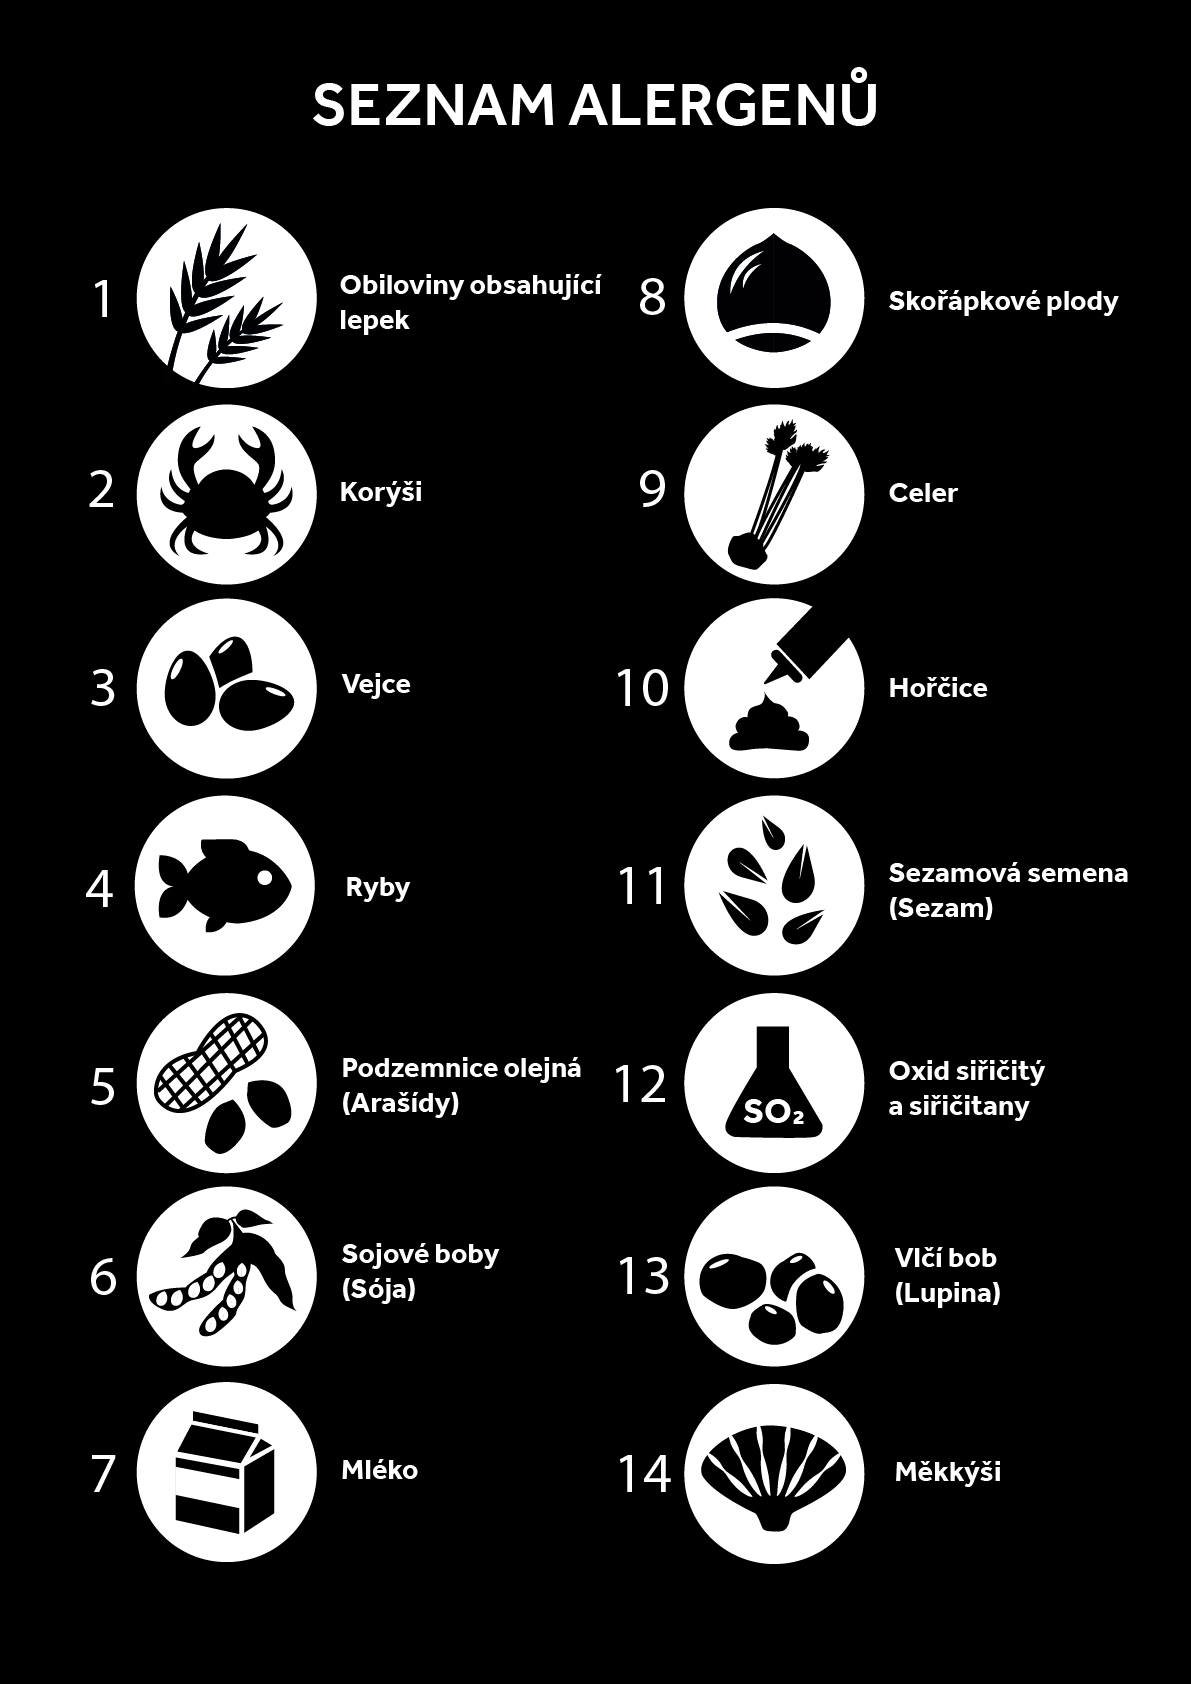 SEZNAM ALERGENŮ
1
Obiloviny obsahující
lepek
2
Korýši
3
Vejce
4
Ryby
5
Podzemnice olejná
(Arašídy)
6
Sojové boby
(Sója)
7
Mléko
8
Skořápkové plody
9
Celer
10
Hořčice
11
Sezamová semena
(Sezam)
12
SO₂
Oxid siřičitý
a siřičitany
13
Vlčí bob
(Lupina)
14
Měkkýši